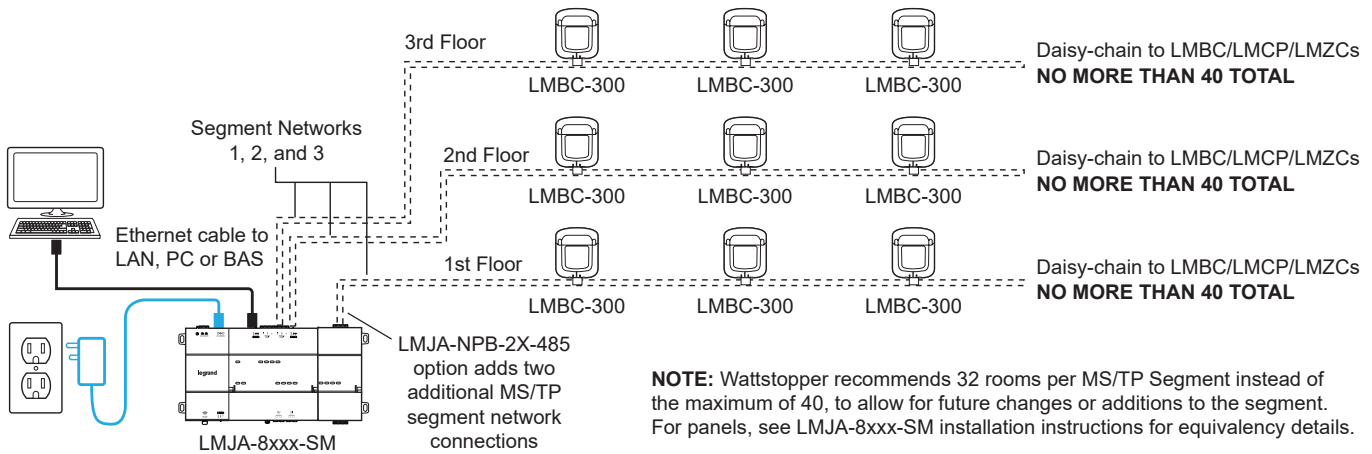 3rd Floor
LMBC-300
LMBC-300
LMBC-300
Daisy-chain to LMBC/LMCP/LMZCs
NO MORE THAN 40 TOTAL
Segment Networks
1, 2, and 3
2nd Floor
LMBC-300
LMBC-300
LMBC-300
Daisy-chain to LMBC/LMCP/LMZCs
NO MORE THAN 40 TOTAL
Ethernet cable to
LAN, PC or BAS
1st Floor
LMBC-300
LMBC-300
LMBC-300
Daisy-chain to LMBC/LMCP/LMZCs
NO MORE THAN 40 TOTAL
legrand
LMJA-8xxx-SM
LMJA-NPB-2X-485
option adds two
additional MS/TP
segment network
connections
NOTE: Wattstopper recommends 32 rooms per MS/TP Segment instead of
the maximum of 40, to allow for future changes or additions to the segment.
For panels, see LMJA-8xxx-SM installation instructions for equivalency details.